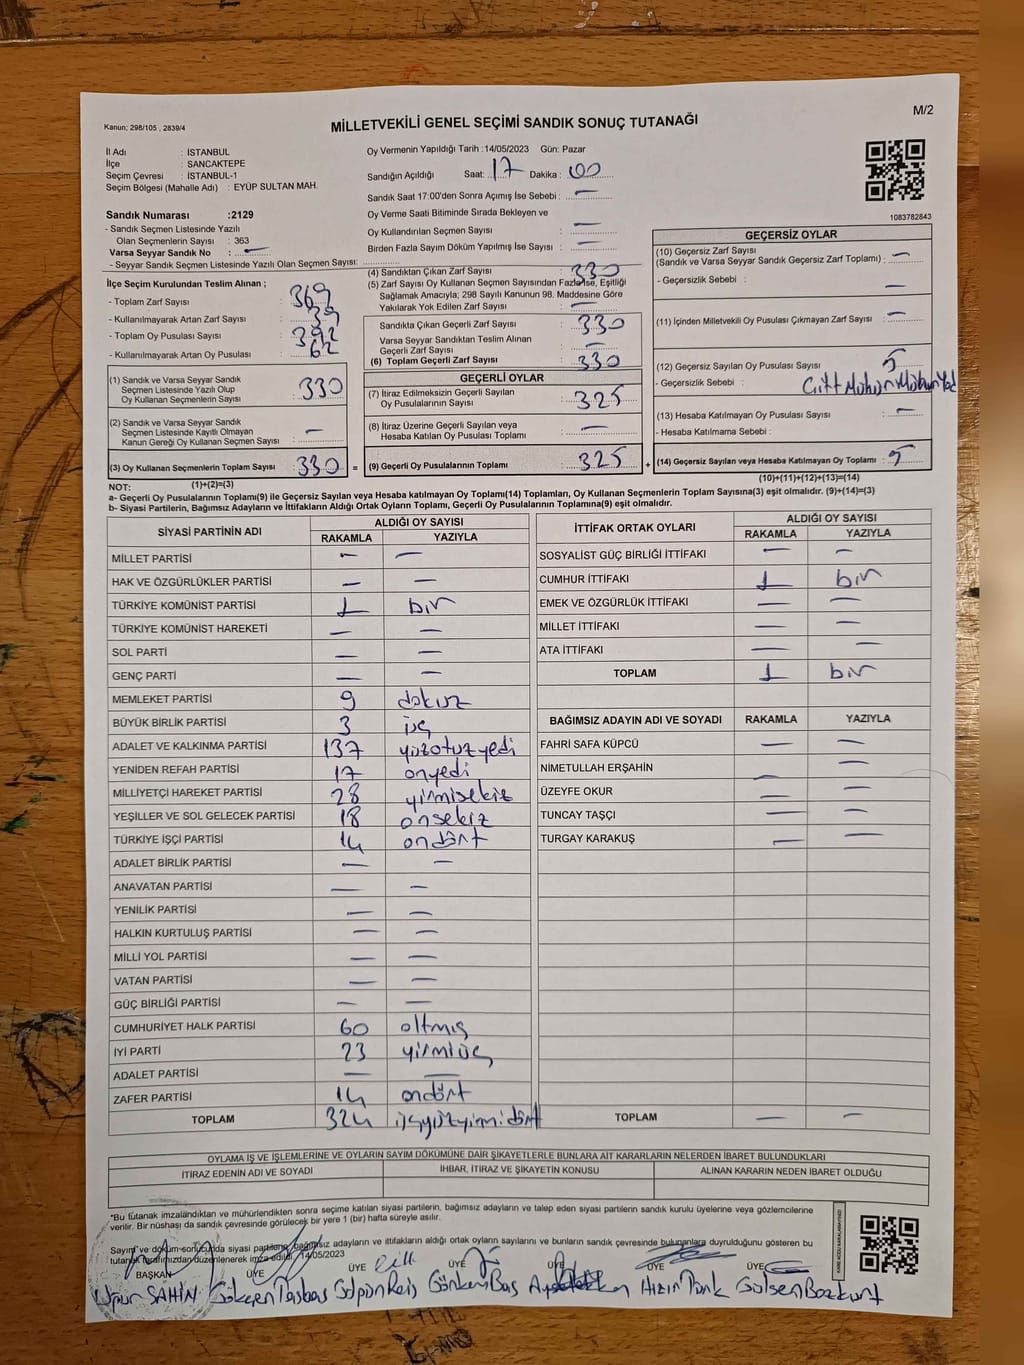 M/2
Kanun; 298/105 , 2839/4
MİLLETVEKİLİ GENEL SEÇİMİ SANDIK SONUÇ TUTANAĞI
İl Adı : İSTANBUL
İlçe : SANCAKTEPE
Seçim Çevresi : İSTANBUL-1
Seçim Bölgesi (Mahalle Adı) : EYÜP SULTAN MAH.
Sandık Numarası :2129
- Sandık Seçmen Listesinde Yazılı
Olan Seçmenlerin Sayısı : 363
Varsa Seyyar Sandık No : —
- Seyyar Sandık Seçmen Listesinde Yazılı Olan Seçmen Sayısı:
Oy Vermenin Yapıldığı Tarih :14/05/2023 Gün: Pazar
Sandığın Açıldığı Saat: 17 Dakika : 00
Sandık Saat 17:00'den Sonra Açımış İse Sebebi : —
Oy Verme Saati Bitiminde Sırada Bekleyen ve
Oy Kullandırılan Seçmen Sayısı : —
Birden Fazla Sayım Döküm Yapılmış İse Sayısı : —
1083782843
İlçe Seçim Kurulundan Teslim Alınan ;
- Toplam Zarf Sayısı : 369
- Kullanılmayarak Artan Zarf Sayısı : 39
- Toplam Oy Pusulası Sayısı : 392
- Kullanılmayarak Artan Oy Pusulası : 62
(4) Sandıktan Çıkan Zarf Sayısı : 330
(5) Zarf Sayısı Oy Kullanan Seçmen Sayısından Fazla İse, Eşitliği
Sağlamak Amacıyla; 298 Sayılı Kanunun 98. Maddesine Göre
Yakılarak Yok Edilen Zarf Sayısı : —
Sandıkta Çıkan Geçerli Zarf Sayısı : 330
Varsa Seyyar Sandıktan Teslim Alınan
Geçerli Zarf Sayısı : —
(6) Toplam Geçerli Zarf Sayısı : 330
GEÇERSİZ OYLAR
(10) Geçersiz Zarf Sayısı
(Sandık ve Varsa Seyyar Sandık Geçersiz Zarf Toplamı) : —
- Geçersizlik Sebebi : —
(11) İçinden Milletvekili Oy Pusulası Çıkmayan Zarf Sayısı : —
(12) Geçersiz Sayılan Oy Pusulası Sayısı : 5
- Geçersizlik Sebebi : Çift Mühür
(13) Hesaba Katılmayan Oy Pusulası Sayısı : —
- Hesaba Katılmama Sebebi :
(14) Geçersiz Sayılan veya Hesaba Katılmayan Oy Toplamı : 5
(10)+(11)+(12)+(13)=(14)
(1) Sandık ve Varsa Seyyar Sandık
Seçmen Listesinde Yazılı Olup
Oy Kullanan Seçmenlerin Sayısı : 330
(2) Sandık ve Varsa Seyyar Sandık
Seçmen Listesinde Kayıtlı Olmayan
Kanun Gereği Oy Kullanan Seçmen Sayısı : —
(3) Oy Kullanan Seçmenlerin Toplam Sayısı : 330 =
(1)+(2)=(3)
GEÇERLİ OYLAR
(7) İtiraz Edilmeksizin Geçerli Sayılan
Oy Pusulalarının Sayısı : 325
(8) İtiraz Üzerine Geçerli Sayılan veya
Hesaba Katılan Oy Pusulası Toplamı : —
(9) Geçerli Oy Pusulalarının Toplamı : 325 +
NOT:
a- Geçerli Oy Pusulalarının Toplamı(9) ile Geçersiz Sayılan veya Hesaba katılmayan Oy Toplamı(14) Toplamları, Oy Kullanan Seçmenlerin Toplam Sayısına(3) eşit olmalıdır. (9)+(14)=(3)
b- Siyasi Partilerin, Bağımsız Adayların ve İttifakların Aldığı Ortak Oyların Toplamı, Geçerli Oy Pusulalarının Toplamına(9) eşit olmalıdır.
SİYASİ PARTİNİN ADI ALDIĞI OY SAYISI
RAKAMLA YAZIYLA
MİLLET PARTİSİ — —
HAK VE ÖZGÜRLÜKLER PARTİSİ — —
TÜRKİYE KOMÜNİST PARTİSİ 1 bir
TÜRKİYE KOMÜNİST HAREKETİ — —
SOL PARTİ — —
GENÇ PARTİ — —
MEMLEKET PARTİSİ 9 dokuz
BÜYÜK BİRLİK PARTİSİ 3 üç
ADALET VE KALKINMA PARTİSİ 137 yüzotuzyedi
YENİDEN REFAH PARTİSİ 17 onyedi
MİLLİYETÇİ HAREKET PARTİSİ 28 yirmisekiz
YEŞİLLER VE SOL GELECEK PARTİSİ 18 onsekiz
TÜRKİYE İŞÇİ PARTİSİ 14 ondört
ADALET BİRLİK PARTİSİ — —
ANAVATAN PARTİSİ — —
YENİLİK PARTİSİ — —
HALKIN KURTULUŞ PARTİSİ — —
MİLLİ YOL PARTİSİ — —
VATAN PARTİSİ — —
GÜÇ BİRLİĞİ PARTİSİ — —
CUMHURİYET HALK PARTİSİ 60 altmış
İYİ PARTİ 23 yirmiüç
ADALET PARTİSİ — —
ZAFER PARTİSİ 14 ondört
TOPLAM 324 üçyüzyirmidört
İTTİFAK ORTAK OYLARI ALDIĞI OY SAYISI
RAKAMLA YAZIYLA
SOSYALİST GÜÇ BİRLİĞİ İTTİFAKI — —
CUMHUR İTTİFAKI 1 bir
EMEK VE ÖZGÜRLÜK İTTİFAKI — —
MİLLET İTTİFAKI — —
ATA İTTİFAKI — —
TOPLAM 1 bir
BAĞIMSIZ ADAYIN ADI VE SOYADI RAKAMLA YAZIYLA
FAHRİ SAFA KÜPCÜ — —
NİMETULLAH ERŞAHİN — —
ÜZEYFE OKUR — —
TUNCAY TAŞÇI — —
TURGAY KARAKUŞ — —
TOPLAM — —
OYLAMA İŞ VE İŞLEMLERİNE VE OYLARIN SAYIM DÖKÜMÜNE DAİR ŞİKAYETLERLE BUNLARA AİT KARARLARIN NELERDEN İBARET BULUNDUKLARI
İTİRAZ EDENİN ADI VE SOYADI İHBAR, İTİRAZ VE ŞİKAYETİN KONUSU ALINAN KARARIN NEDEN İBARET OLDUĞU
*Bu tutanak imzalandıktan ve mühürlendikten sonra seçime katılan siyasi partilerin, bağımsız adayların ve talep eden siyasi partilerin sandık kurulu üyelerine veya gözlemcilerine
verilir. Bir nüshası da sandık çevresinde görülecek bir yere 1 (bir) hafta süreyle asılır.
Sayım ve döküm sonucunda siyasi partilerin, bağımsız adayların ve ittifakların aldığı ortak oyların sayılarını ve bunların sandık çevresinde bulunanlara duyrulduğunu gösteren bu
tutanak tarafımızdan düzenlenerek imza edildi. 14/05/2023
BAŞKAN ÜYE ÜYE ÜYE ÜYE ÜYE ÜYE
Uğur ŞAHİN Gökçen Gülpün Reis Gönkem Baş Hızır Türk Gülşen Bozkurt